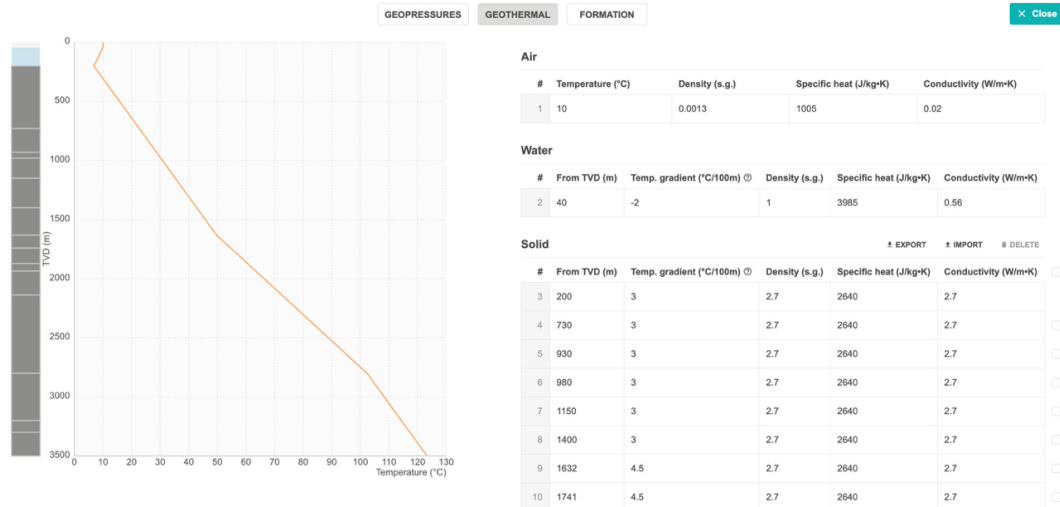 GEOPRESSURES GEOTHERMAL FORMATION × Close
0
500
1000
1500
2000
2500
3000
3500
TVD (m)
0 10 20 30 40 50 60 70 80 90 100 110 120 130
Temperature (°C)
Air
# Temperature (°C) Density (s.g.) Specific heat (J/kg•K) Conductivity (W/m•K)
1 10 0.0013 1005 0.02
Water
# From TVD (m) Temp. gradient (°C/100m) Density (s.g.) Specific heat (J/kg•K) Conductivity (W/m•K)
2 40 -2 1 3985 0.56
Solid EXPORT IMPORT DELETE
# From TVD (m) Temp. gradient (°C/100m) Density (s.g.) Specific heat (J/kg•K) Conductivity (W/m•K)
3 200 3 2.7 2640 2.7
4 730 3 2.7 2640 2.7
5 930 3 2.7 2640 2.7
6 980 3 2.7 2640 2.7
7 1150 3 2.7 2640 2.7
8 1400 3 2.7 2640 2.7
9 1632 4.5 2.7 2640 2.7
10 1741 4.5 2.7 2640 2.7